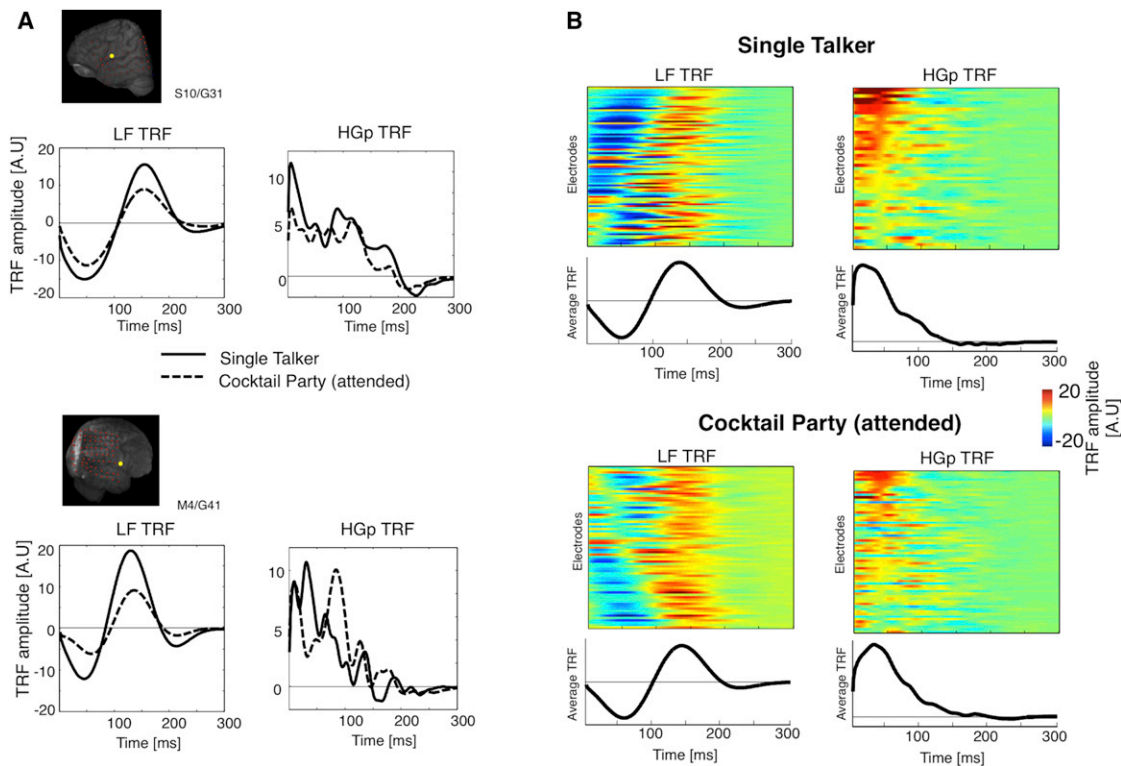 A
S10/G31
LF TRF
HGp TRF
TRF amplitude [A.U]
20
10
0
-10
-20
0
100
200
300
Time [ms]
10
5
0
100
200
300
Time [ms]
Single Talker
Cocktail Party (attended)
M4/G41
LF TRF
HGp TRF
TRF amplitude [A.U]
20
10
0
-10
-20
0
100
200
300
Time [ms]
10
5
0
0
100
200
300
Time [ms]
B
Single Talker
LF TRF
HGp TRF
Electrodes
Electrodes
Average TRF
100
200
300
Time [ms]
Average TRF
100
200
300
Time [ms]
20
-20
TRF amplitude
[A.U]
Cocktail Party (attended)
LF TRF
HGp TRF
Electrodes
Electrodes
Average TRF
100
200
300
Time [ms]
Average TRF
100
200
300
Time [ms]